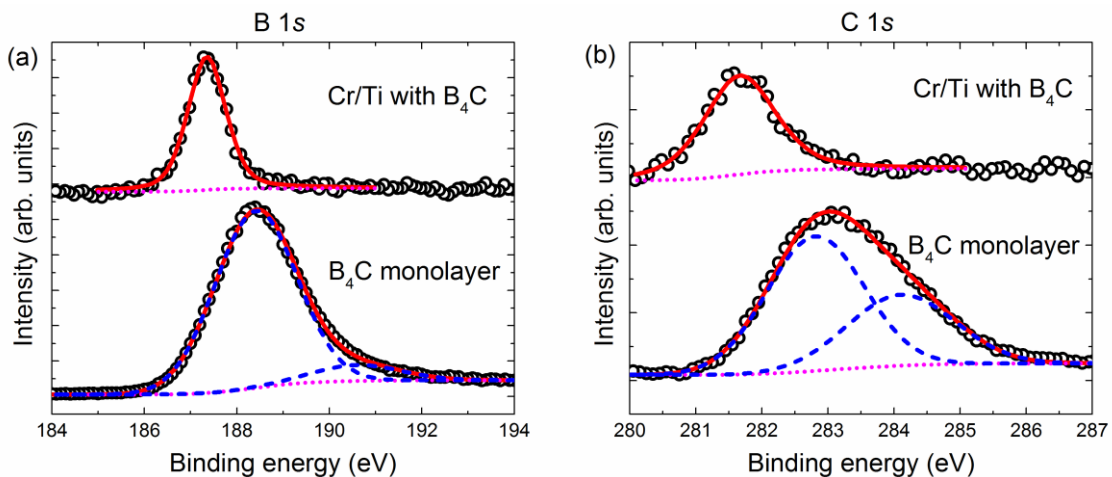 B 1s
(a)
Cr/Ti with B₄C
B₄C monolayer
Intensity (arb. units)
184 186 188 190 192 194
Binding energy (eV)
C 1s
(b)
Cr/Ti with B₄C
B₄C monolayer
Intensity (arb. units)
280 281 282 283 284 285 286 287
Binding energy (eV)